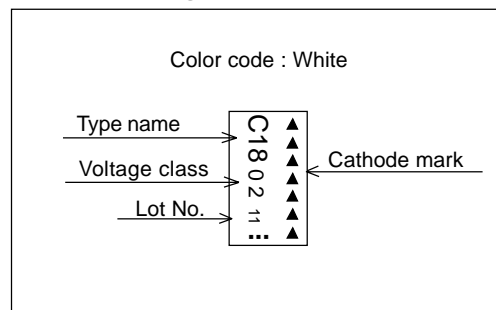 Color code : White
Type name
Voltage class
Lot No.
C18 02 11
Cathode mark